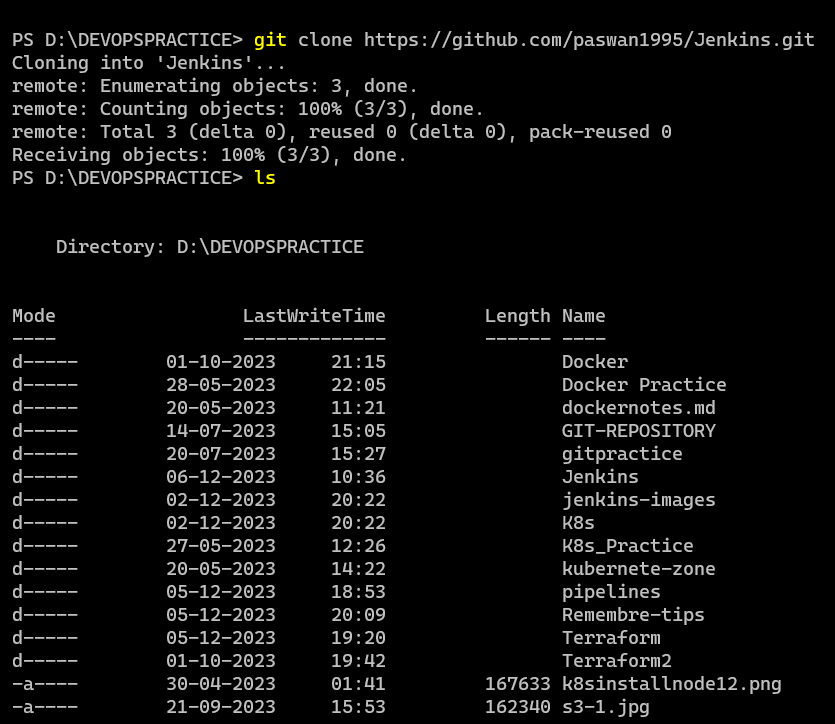 PS D:\DEVOPSPRACTICE> git clone https://github.com/paswan1995/Jenkins.git
Cloning into 'Jenkins'...
remote: Enumerating objects: 3, done.
remote: Counting objects: 100% (3/3), done.
remote: Total 3 (delta 0), reused 0 (delta 0), pack-reused 0
Receiving objects: 100% (3/3), done.
PS D:\DEVOPSPRACTICE> ls
    Directory: D:\DEVOPSPRACTICE
Mode                 LastWriteTime         Length Name
----                 -------------         ------ ----
d-----        01-10-2023     21:15                Docker
d-----        28-05-2023     22:05                Docker Practice
d-----        20-05-2023     11:21                dockernotes.md
d-----        14-07-2023     15:05                GIT-REPOSITORY
d-----        20-07-2023     15:27                gitpractice
d-----        06-12-2023     10:36                Jenkins
d-----        02-12-2023     20:22                jenkins-images
d-----        02-12-2023     20:22                K8s
d-----        27-05-2023     12:26                K8s_Practice
d-----        20-05-2023     14:22                kubernete-zone
d-----        05-12-2023     18:53                pipelines
d-----        05-12-2023     20:09                Remembre-tips
d-----        05-12-2023     19:20                Terraform
d-----        01-10-2023     19:42                Terraform2
-a----        30-04-2023     01:41         167633 k8sinstallnode12.png
-a----        21-09-2023     15:53         162340 s3-1.jpg